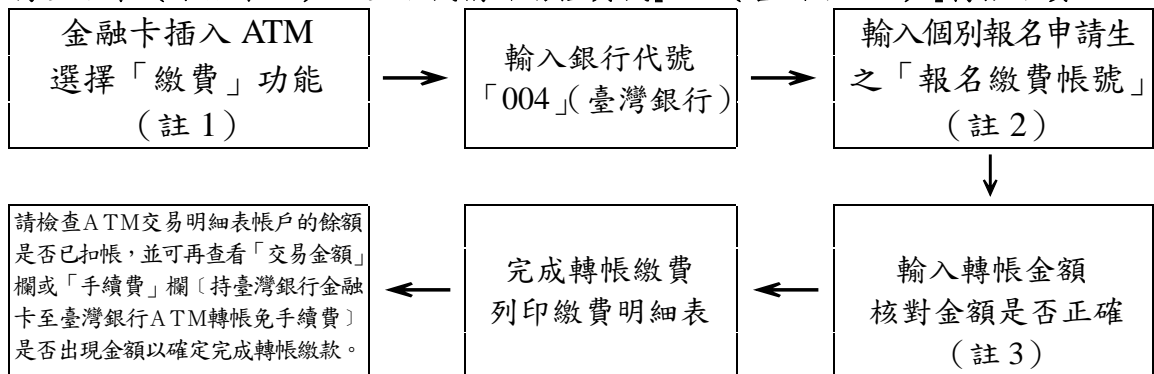 金融卡插入 ATM
選擇「繳費」功能
（註 1）
輸入銀行代號
「004」（臺灣銀行）
輸入個別報名申請生
之「報名繳費帳號」
（註 2）
輸入轉帳金額
核對金額是否正確
（註 3）
完成轉帳繳費
列印繳費明細表
請檢查ATM交易明細表帳戶的餘額
是否已扣帳，並可再查看「交易金額」
欄或「手續費」欄〔持臺灣銀行金融
卡至臺灣銀行ATM轉帳免手續費〕
是否出現金額以確定完成轉帳繳款。